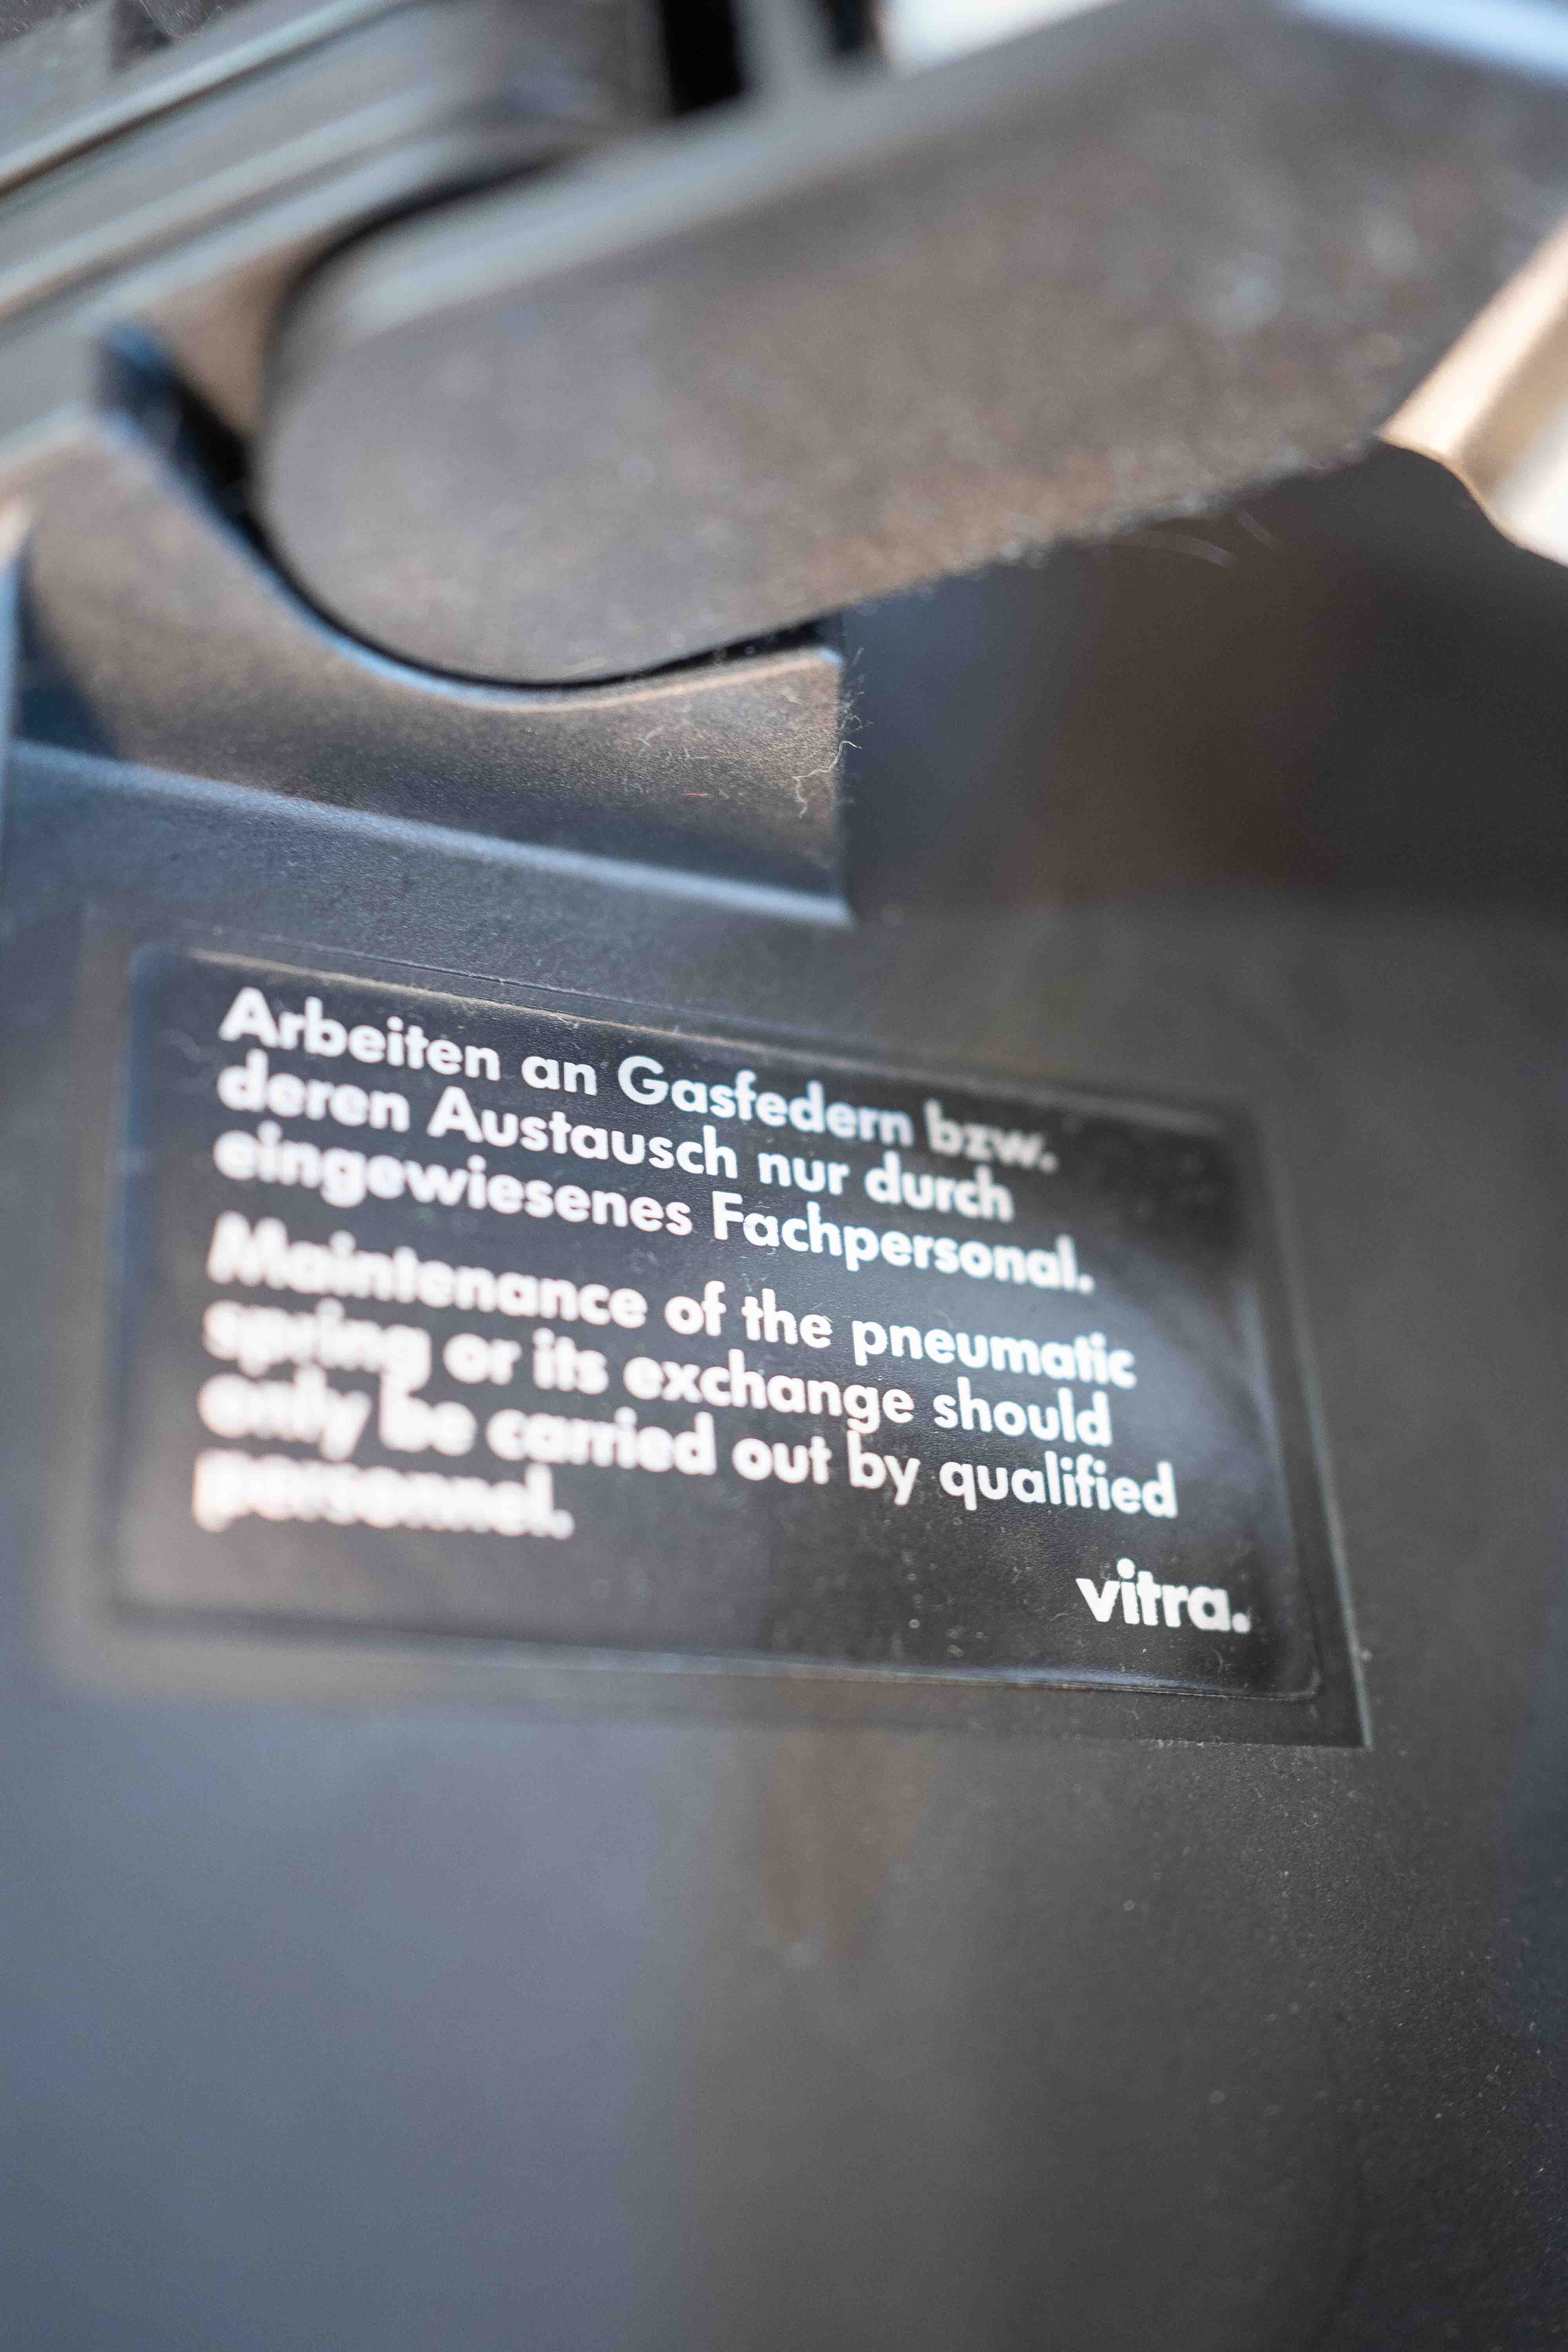 Arbeiten an Gasfedern bzw.
deren Austausch nur durch
eingewiesenes Fachpersonal.
Maintenance of the pneumatic
spring or its exchange should
only be carried out by qualified
personnel.
vitra.